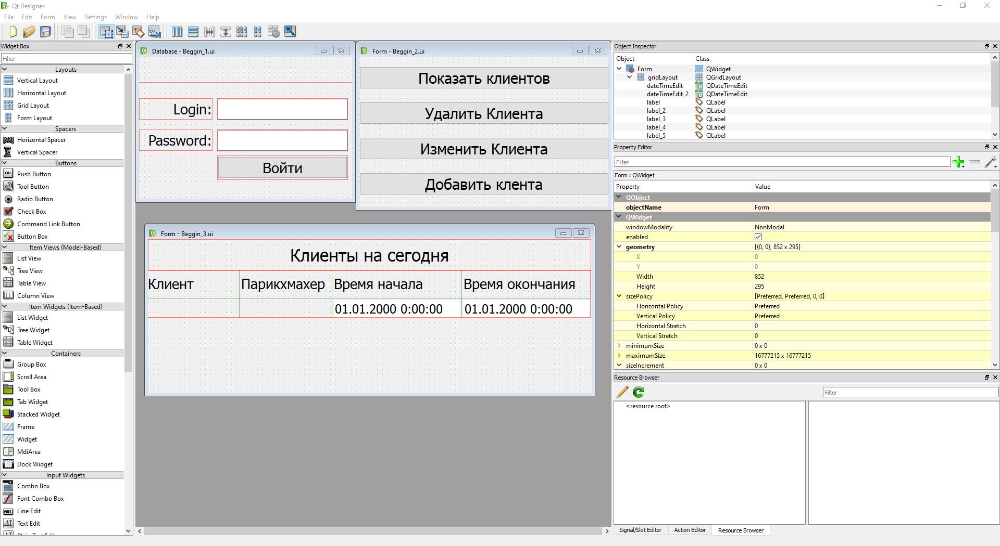 Qt Designer
File Edit Form View Settings Window Help
Widget Box
Filter
Layouts
Vertical Layout
Horizontal Layout
Grid Layout
Form Layout
Spacers
Horizontal Spacer
Vertical Spacer
Buttons
Push Button
Tool Button
Radio Button
Check Box
Command Link Button
Button Box
Item Views (Model-Based)
List View
Tree View
Table View
Column View
Item Widgets (Item-Based)
List Widget
Tree Widget
Table Widget
Containers
Group Box
Scroll Area
Tool Box
Tab Widget
Stacked Widget
Frame
Widget
MdiArea
Dock Widget
Input Widgets
Combo Box
Font Combo Box
Line Edit
Text Edit
Database - Beggin_1.ui
Login:
Password:
Войти
Form - Beggin_2.ui
Показать клиентов
Удалить Клиента
Изменить Клиента
Добавить клента
Form - Beggin_3.ui
Клиенты на сегодня
Клиент Парикхмахер Время начала Время окончания
01.01.2000 0:00:00 01.01.2000 0:00:00
Object Inspector
Object Class
Form QWidget
gridLayout QGridLayout
dateTimeEdit QDateTimeEdit
dateTimeEdit_2 QDateTimeEdit
label QLabel
label_2 QLabel
label_3 QLabel
label_4 QLabel
label_5 QLabel
Property Editor
Filter
Form : QWidget
Property Value
QObject
objectName Form
QWidget
windowModality NonModal
enabled
geometry [(0, 0), 852 x 295]
X 0
Y 0
Width 852
Height 295
sizePolicy [Preferred, Preferred, 0, 0]
Horizontal Policy Preferred
Vertical Policy Preferred
Horizontal Stretch 0
Vertical Stretch 0
minimumSize 0 x 0
maximumSize 16777215 x 16777215
sizeIncrement 0 x 0
Resource Browser
Filter
<resource root>
Signal/Slot Editor Action Editor Resource Browser